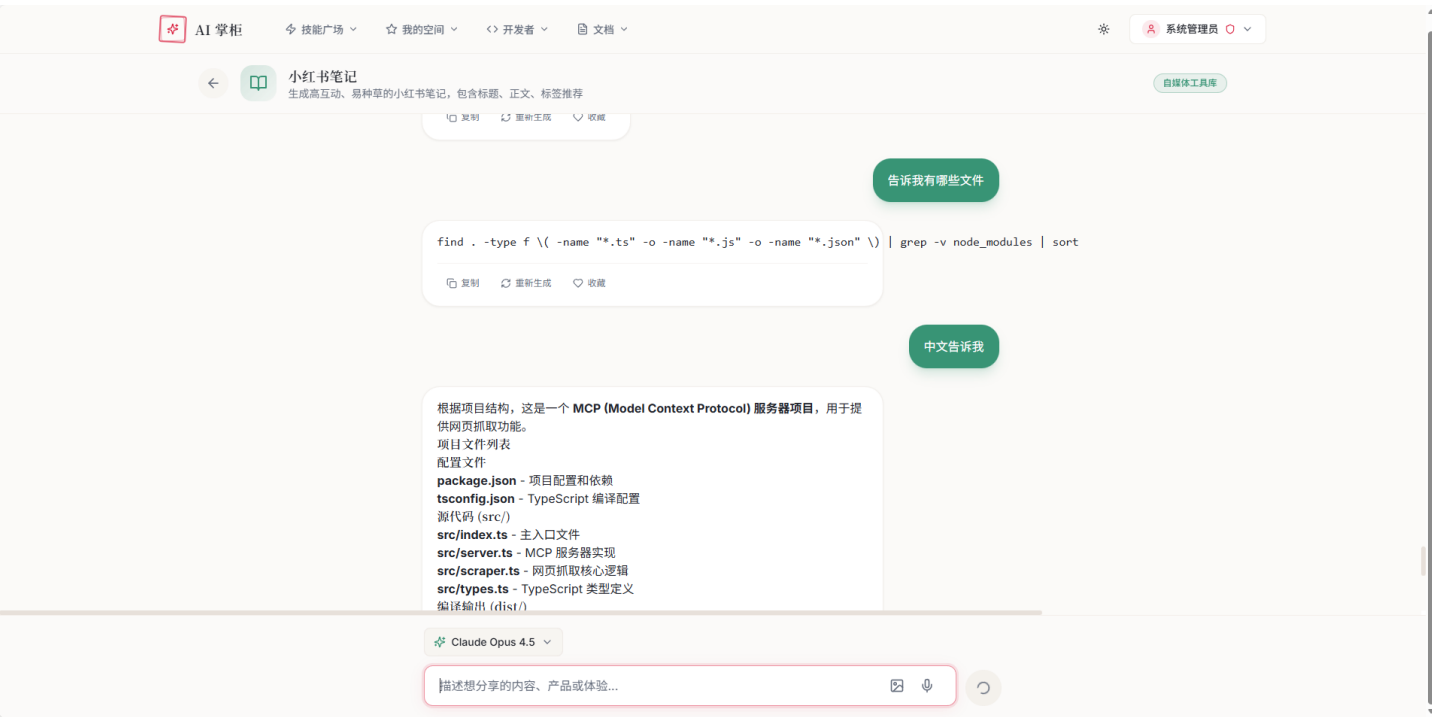 AI 掌柜
技能广场
我的空间
<> 开发者
文档
系统管理员
小红书笔记
生成高互动、易种草的小红书笔记，包含标题、正文、标签推荐
自媒体工具库
复制 重新生成 收藏
告诉我有哪些文件
find . -type f \( -name "*.ts" -o -name "*.js" -o -name "*.json" \) | grep -v node_modules | sort
复制 重新生成 收藏
中文告诉我
根据项目结构，这是一个 MCP (Model Context Protocol) 服务器项目，用于提
供网页抓取功能。
项目文件列表
配置文件
package.json - 项目配置和依赖
tsconfig.json - TypeScript 编译配置
源代码 (src/)
src/index.ts - 主入口文件
src/server.ts - MCP 服务器实现
src/scraper.ts - 网页抓取核心逻辑
src/types.ts - TypeScript 类型定义
编译输出 (dist/)
Claude Opus 4.5
描述想分享的内容、产品或体验...